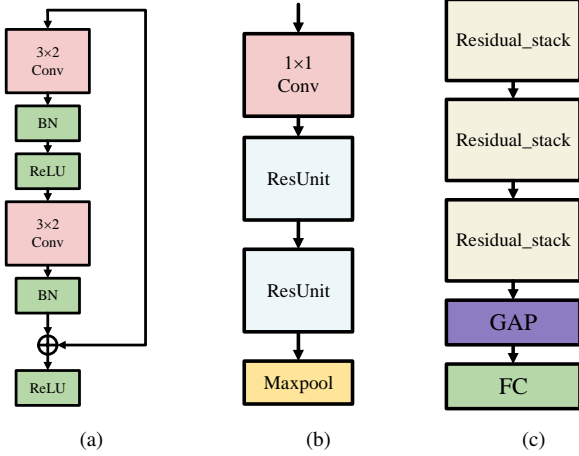 3×2
Conv
BN
ReLU
3×2
Conv
BN
ReLU
(a)
1×1
Conv
ResUnit
ResUnit
Maxpool
(b)
Residual_stack
Residual_stack
Residual_stack
GAP
FC
(c)